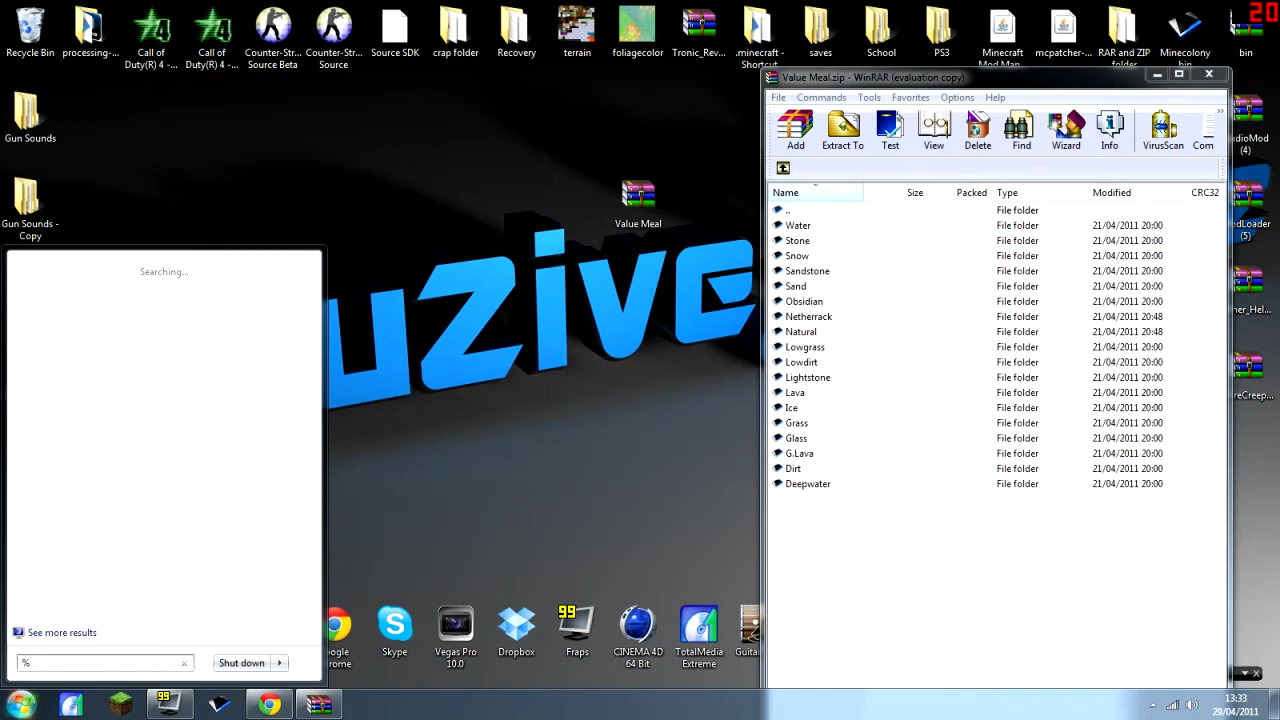 20
Recycle Bin
processing-...
Call of Duty(R) 4 -...
Call of Duty(R) 4 -...
Counter-Str... Source Beta
Counter-Str... Source
Source SDK
crap folder
Recovery
terrain
foliagecolor
Tronic_Rev...
.minecraft - Shortcut
saves
School
PS3
Minecraft Mod Man...
mcpatcher-...
RAR and ZIP folder
Minecolony bin
bin
Gun Sounds
Gun Sounds - Copy
Value Meal
uzive
Value Meal.zip - WinRAR (evaluation copy)
File Commands Tools Favorites Options Help
Add Extract To Test View Delete Find Wizard Info VirusScan Com
Name Size Packed Type Modified CRC32
.. File folder
Water File folder 21/04/2011 20:00
Stone File folder 21/04/2011 20:00
Snow File folder 21/04/2011 20:00
Sandstone File folder 21/04/2011 20:00
Sand File folder 21/04/2011 20:00
Obsidian File folder 21/04/2011 20:00
Netherrack File folder 21/04/2011 20:48
Natural File folder 21/04/2011 20:48
Lowgrass File folder 21/04/2011 20:00
Lowdirt File folder 21/04/2011 20:00
Lightstone File folder 21/04/2011 20:00
Lava File folder 21/04/2011 20:00
Ice File folder 21/04/2011 20:00
Grass File folder 21/04/2011 20:00
Glass File folder 21/04/2011 20:00
G.Lava File folder 21/04/2011 20:00
Dirt File folder 21/04/2011 20:00
Deepwater File folder 21/04/2011 20:00
udioMod (4)
odLoader (5)
ner_Hel...
reCreep...
Searching...
See more results
%
Shut down
oogle hrome
Skype
Vegas Pro 10.0
Dropbox
99
Fraps
CINEMA 4D 64 Bit
TotalMedia Extreme
Guita
99
13:33
29/04/2011